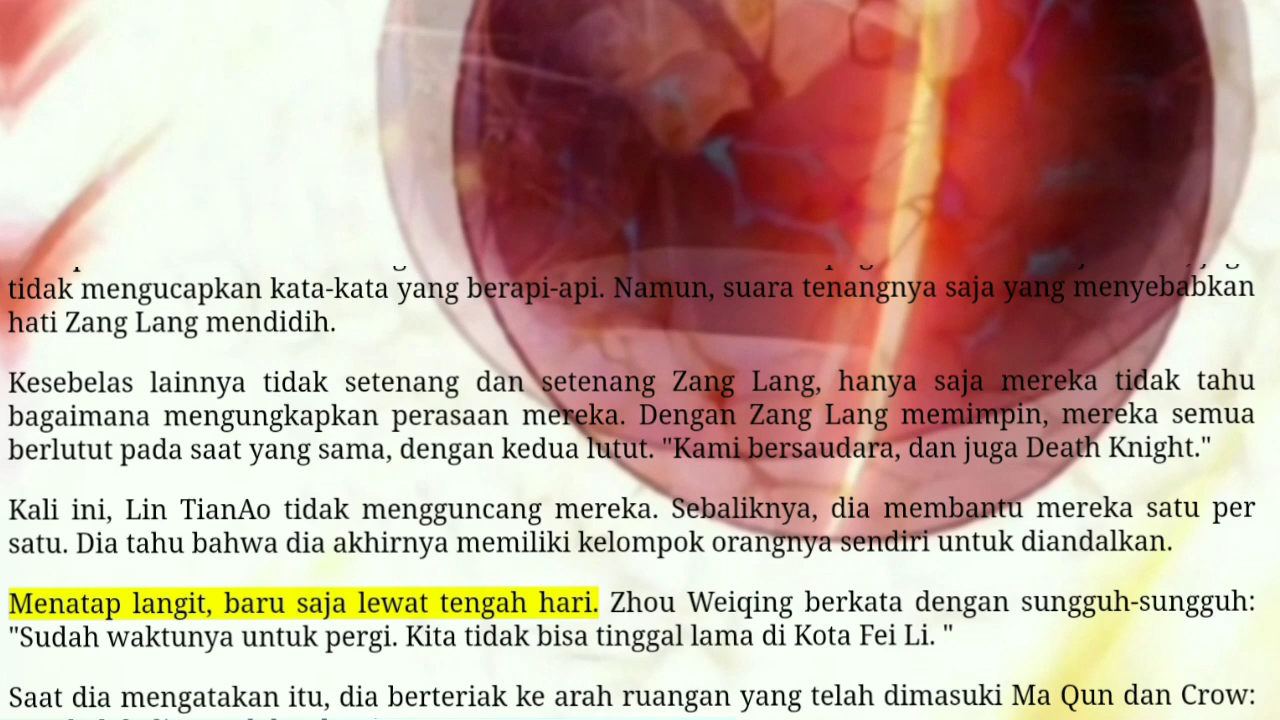 tidak mengucapkan kata-kata yang berapi-api. Namun, suara tenangnya saja yang menyebabkan
hati Zang Lang mendidih.
Kesebelas lainnya tidak setenang dan setenang Zang Lang, hanya saja mereka tidak tahu
bagaimana mengungkapkan perasaan mereka. Dengan Zang Lang memimpin, mereka semua
berlutut pada saat yang sama, dengan kedua lutut. "Kami bersaudara, dan juga Death Knight."
Kali ini, Lin TianAo tidak mengguncang mereka. Sebaliknya, dia membantu mereka satu per
satu. Dia tahu bahwa dia akhirnya memiliki kelompok orangnya sendiri untuk diandalkan.
Menatap langit, baru saja lewat tengah hari. Zhou Weiqing berkata dengan sungguh-sungguh:
"Sudah waktunya untuk pergi. Kita tidak bisa tinggal lama di Kota Fei Li. "
Saat dia mengatakan itu, dia berteriak ke arah ruangan yang telah dimasuki Ma Qun dan Crow: